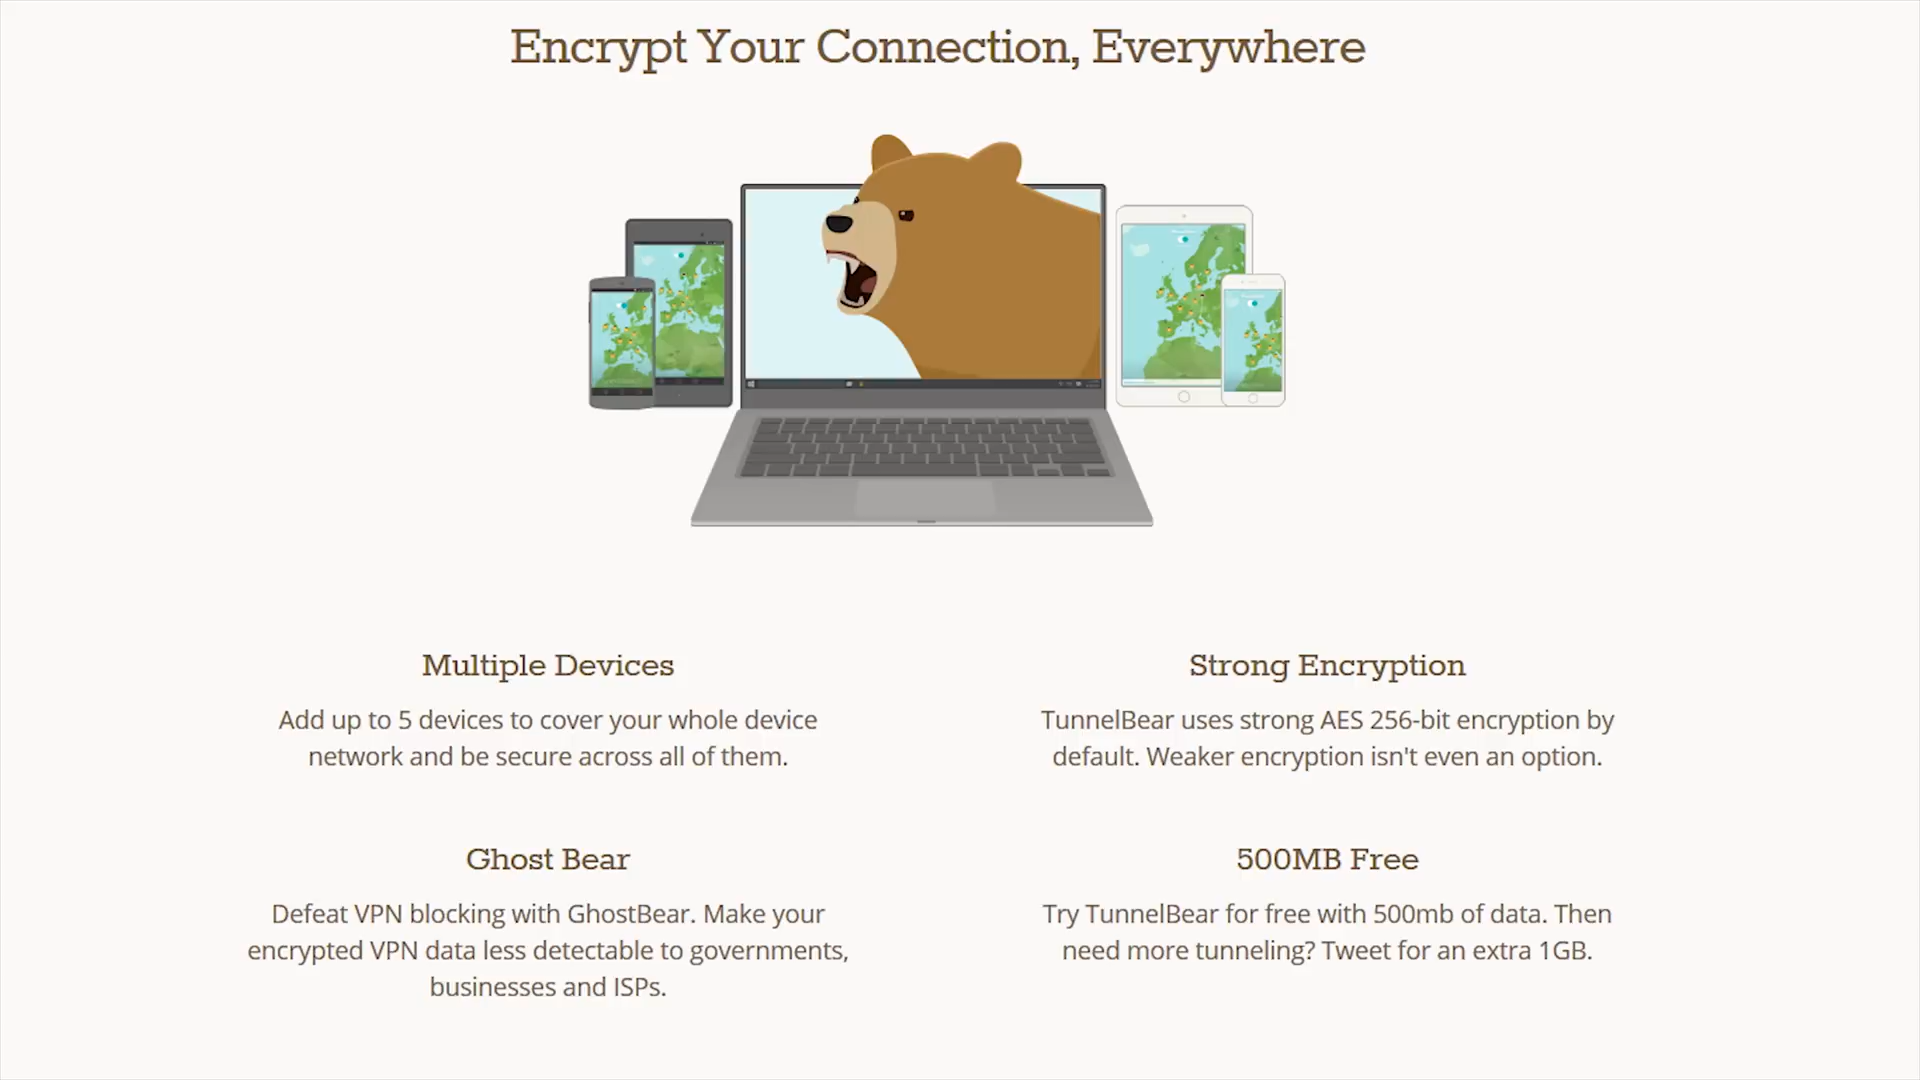 Encrypt Your Connection, Everywhere
Multiple Devices
Add up to 5 devices to cover your whole device
network and be secure across all of them.
Strong Encryption
TunnelBear uses strong AES 256-bit encryption by
default. Weaker encryption isn't even an option.
Ghost Bear
Defeat VPN blocking with GhostBear. Make your
encrypted VPN data less detectable to governments,
businesses and ISPs.
500MB Free
Try TunnelBear for free with 500mb of data. Then
need more tunneling? Tweet for an extra 1GB.